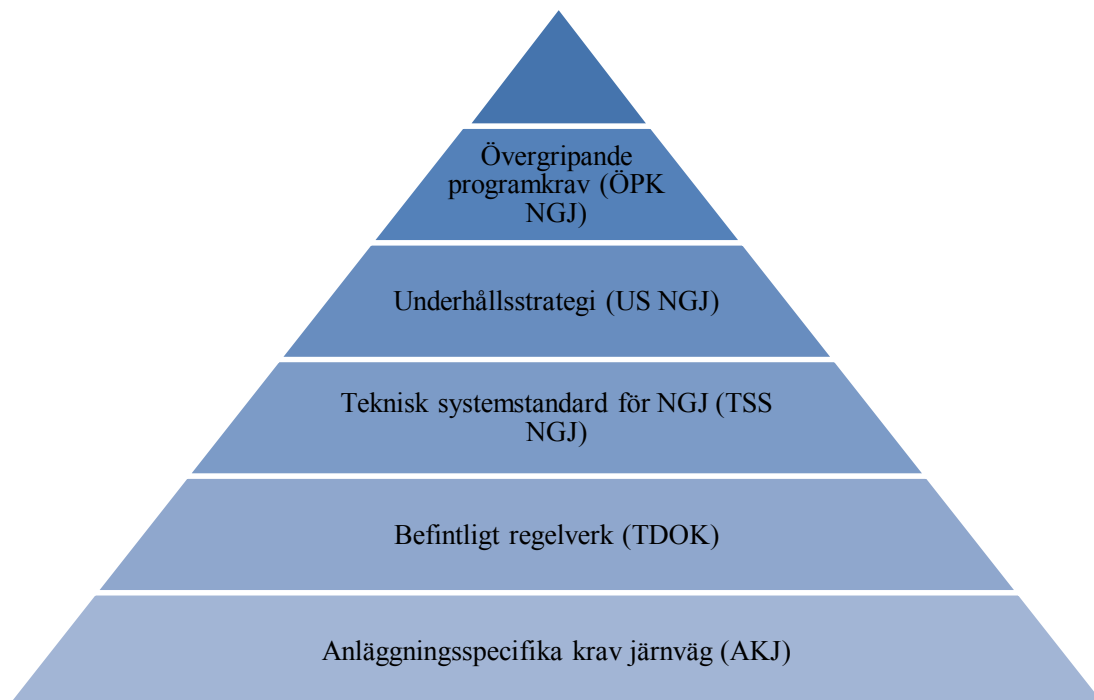 Övergripande
programkrav (ÖPK
NGJ)
Underhållsstrategi (US NGJ)
Teknisk systemstandard för NGJ (TSS
NGJ)
Befintligt regelverk (TDOK)
Anläggningsspecifika krav järnväg (AKJ)